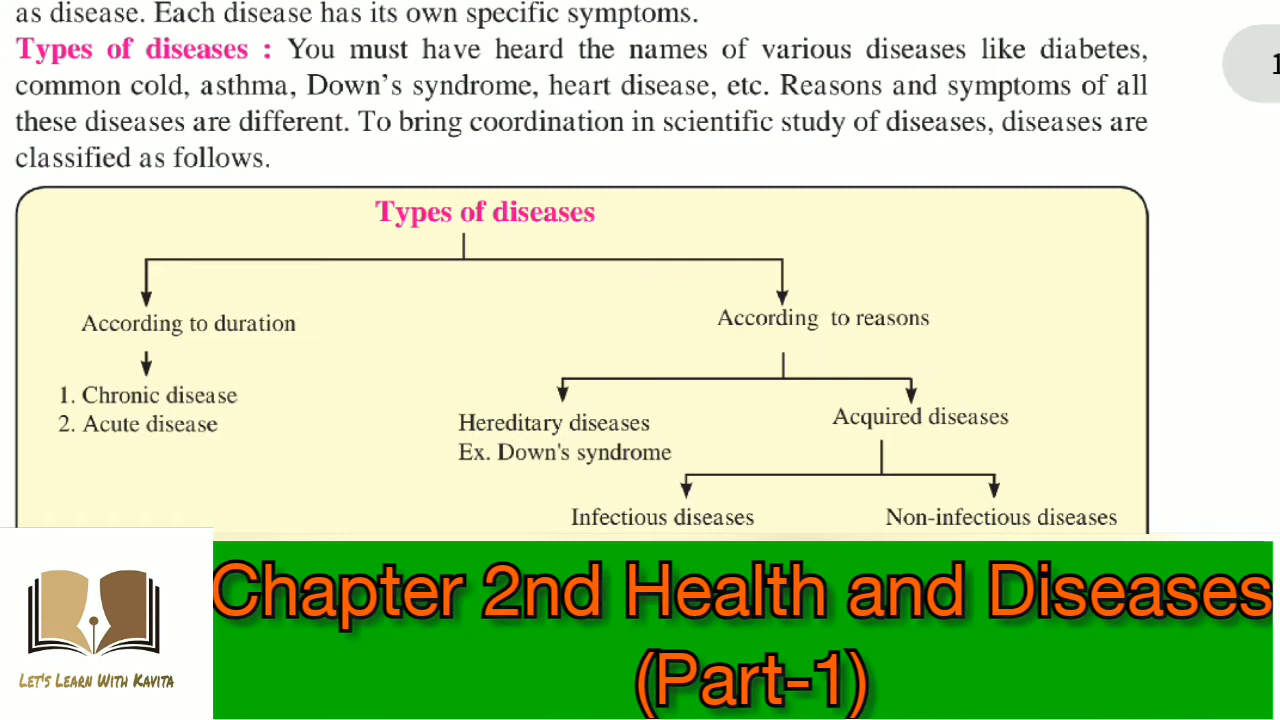 as disease. Each disease has its own specific symptoms.
Types of diseases : You must have heard the names of various diseases like diabetes,
common cold, asthma, Down's syndrome, heart disease, etc. Reasons and symptoms of all
these diseases are different. To bring coordination in scientific study of diseases, diseases are
classified as follows.
1
Types of diseases
According to duration
According to reasons
1. Chronic disease
2. Acute disease
Hereditary diseases
Ex. Down's syndrome
Acquired diseases
Infectious diseases
Non-infectious diseases
Chapter 2nd Health and Diseases
(Part-1)
LET'S LEARN WITH KAVITA